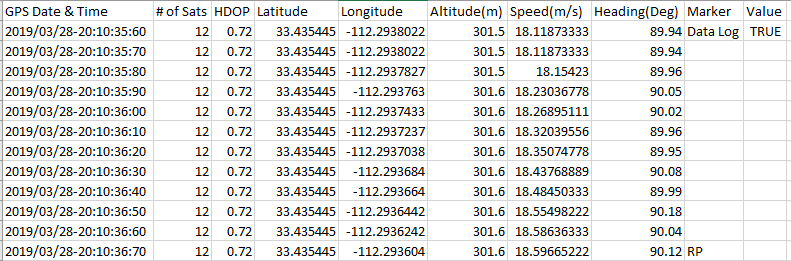 GPS Date & Time # of Sats HDOP Latitude Longitude Altitude(m) Speed(m/s) Heading(Deg) Marker Value
2019/03/28-20:10:35:60 12 0.72 33.435445 -112.2938022 301.5 18.11873333 89.94 Data Log TRUE
2019/03/28-20:10:35:70 12 0.72 33.435445 -112.2938022 301.5 18.11873333 89.94
2019/03/28-20:10:35:80 12 0.72 33.435445 -112.2937827 301.5 18.15423 89.96
2019/03/28-20:10:35:90 12 0.72 33.435445 -112.293763 301.6 18.23036778 90.05
2019/03/28-20:10:36:00 12 0.72 33.435445 -112.2937433 301.6 18.26895111 90.02
2019/03/28-20:10:36:10 12 0.72 33.435445 -112.2937237 301.6 18.32039556 89.96
2019/03/28-20:10:36:20 12 0.72 33.435445 -112.2937038 301.6 18.35074778 89.95
2019/03/28-20:10:36:30 12 0.72 33.435445 -112.293684 301.6 18.43768889 90.08
2019/03/28-20:10:36:40 12 0.72 33.435445 -112.293664 301.6 18.48450333 89.99
2019/03/28-20:10:36:50 12 0.72 33.435445 -112.2936442 301.6 18.55498222 90.18
2019/03/28-20:10:36:60 12 0.72 33.435445 -112.2936242 301.6 18.58636333 90.04
2019/03/28-20:10:36:70 12 0.72 33.435445 -112.293604 301.6 18.59665222 90.12 RP